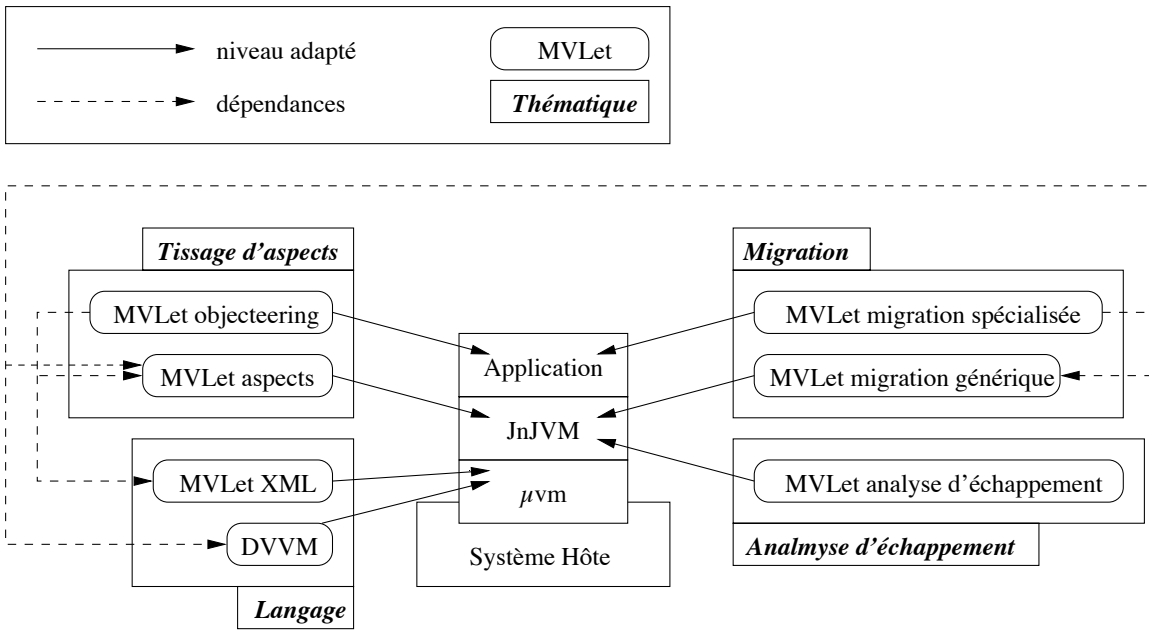 niveau adapté
MVLet
dépendances
Thématique
Tissage d'aspects
Migration
MVLet objecteering
MVLet migration spécialisée
Application
MVLet aspects
MVLet migration générique
JnJVM
MVLet XML
MVLet analyse d'échappement
µvm
DVVM
Système Hôte
Analmyse d'échappement
Langage